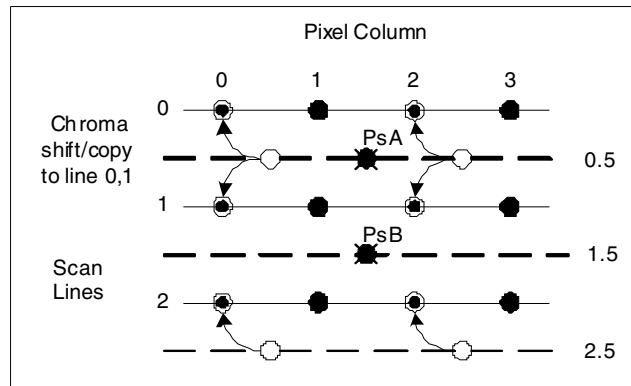 Pixel Column
0 1 2 3
0
Chroma
shift/copy
to line 0,1
PsA
0.5
1
PsB
1.5
Scan
Lines
2
2.5